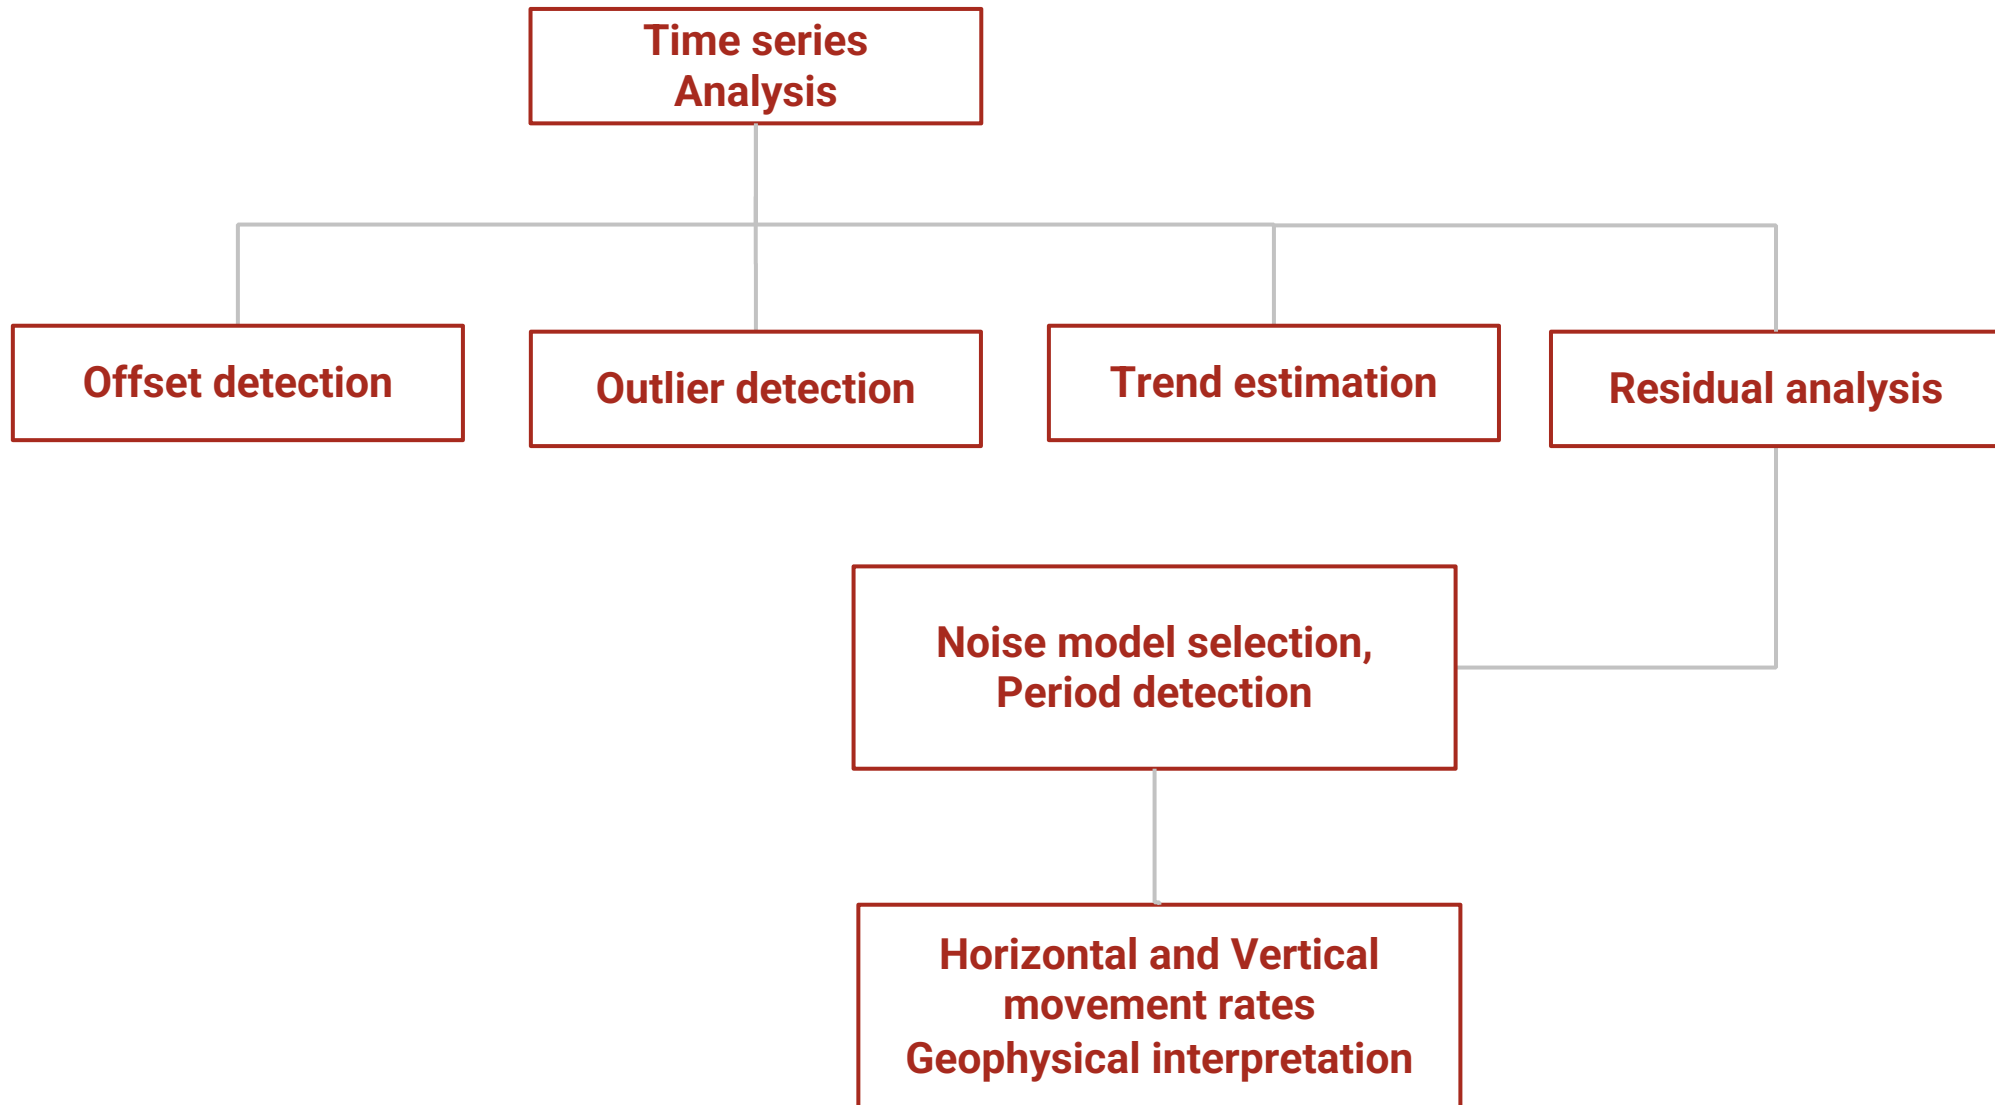 Time series
Analysis
Offset detection
Outlier detection
Trend estimation
Residual analysis
Noise model selection,
Period detection
Horizontal and Vertical
movement rates
Geophysical interpretation